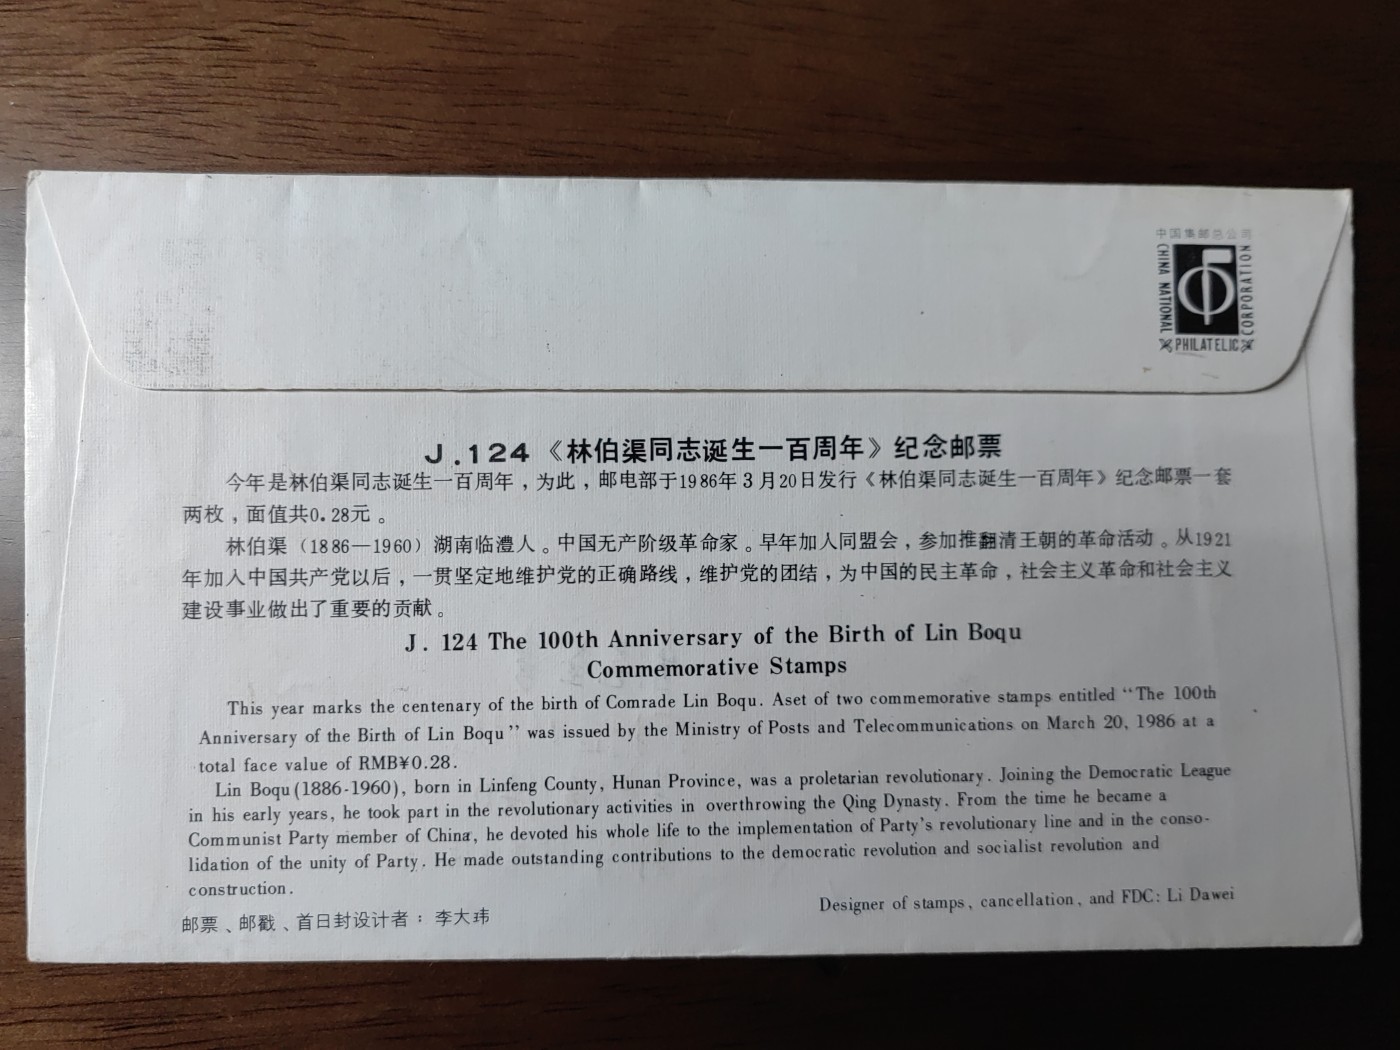 中国集邮总公司
CHINA NATIONAL
PHILATELIC
CORPORATION
J.124《林伯渠同志诞生一百周年》纪念邮票
今年是林伯渠同志诞生一百周年，为此，邮电部于1986年3月20日发行《林伯渠同志诞生一百周年》纪念邮票一套
两枚，面值共0.28元。
林伯渠（1886—1960）湖南临澧人。中国无产阶级革命家。早年加入同盟会，参加推翻清王朝的革命活动。从1921
年加入中国共产党以后，一贯坚定地维护党的正确路线，维护党的团结，为中国的民主革命，社会主义革命和社会主义
建设事业做出了重要的贡献。
J. 124 The 100th Anniversary of the Birth of Lin Boqu
Commemorative Stamps
This year marks the centenary of the birth of Comrade Lin Boqu. Aset of two commemorative stamps entitled “The 100th
Anniversary of the Birth of Lin Boqu” was issued by the Ministry of Posts and Telecommunications on March 20, 1986 at a
total face value of RMB¥0.28.
Lin Boqu(1886-1960), born in Linfeng County, Hunan Province, was a proletarian revolutionary. Joining the Democratic League
in his early years, he took part in the revolutionary activities in overthrowing the Qing Dynasty. From the time he became a
Communist Party member of China, he devoted his whole life to the implementation of Party's revolutionary line and in the conso-
lidation of the unity of Party. He made outstanding contributions to the democratic revolution and socialist revolution and
construction.
邮票、邮戳、首日封设计者：李大玮
Designer of stamps, cancellation, and FDC: Li Dawei